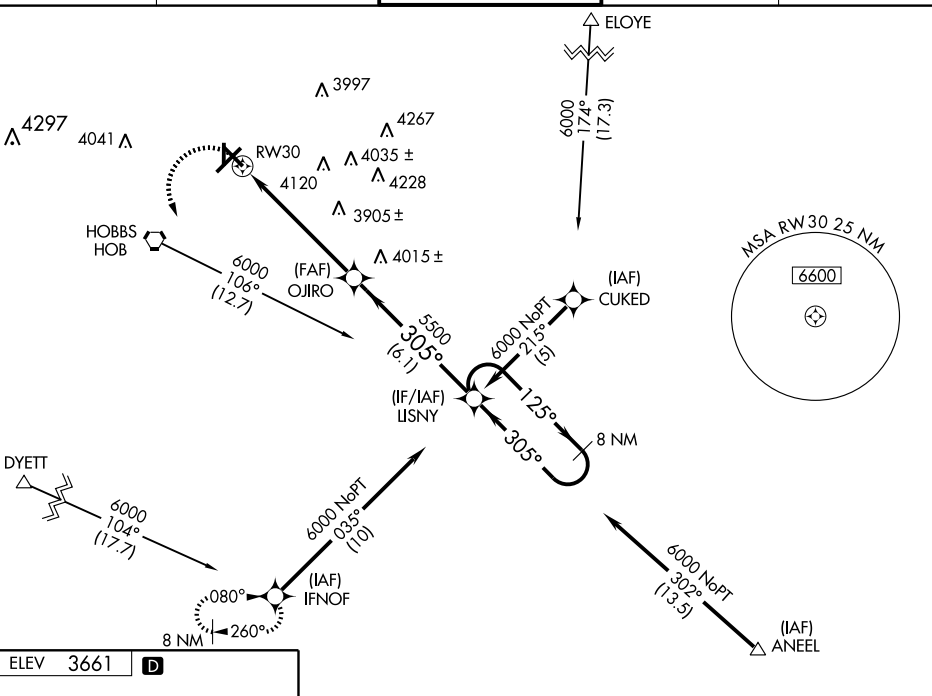 ELOYE
6000
174°
(17.3)
3997
4297
4041
4267
RW30
4035 ±
4120
4228
3905 ±
HOBBS
HOB
4015 ±
6000
106°
(12.7)
(FAF)
OJIRO
MSA RW30 25 NM
6600
(IAF)
CUKED
6000 NoPT
215°
(5)
5500
305°
(6.1)
(IF/IAF)
LISNY
125°
305°
8 NM
DYETT
6000
104°
(17.7)
6000 NoPT
035°
(10)
6000 NoPT
302°
(13.5)
(IAF)
IFNOF
080°
260°
8 NM
(IAF)
ANEEL
ELEV 3661 D